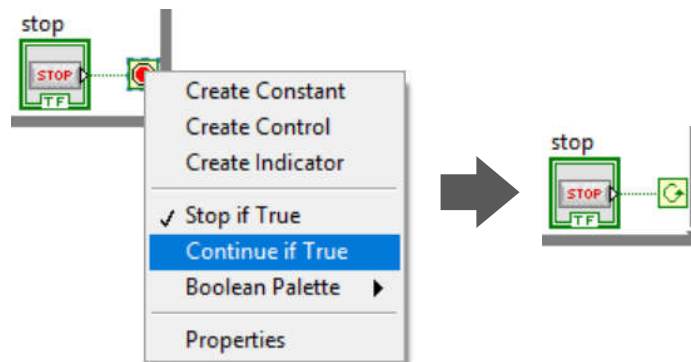 stop
STOP
TF
Create Constant
Create Control
Create Indicator
✓ Stop if True
Continue if True
Boolean Palette
Properties
stop
STOP
TF